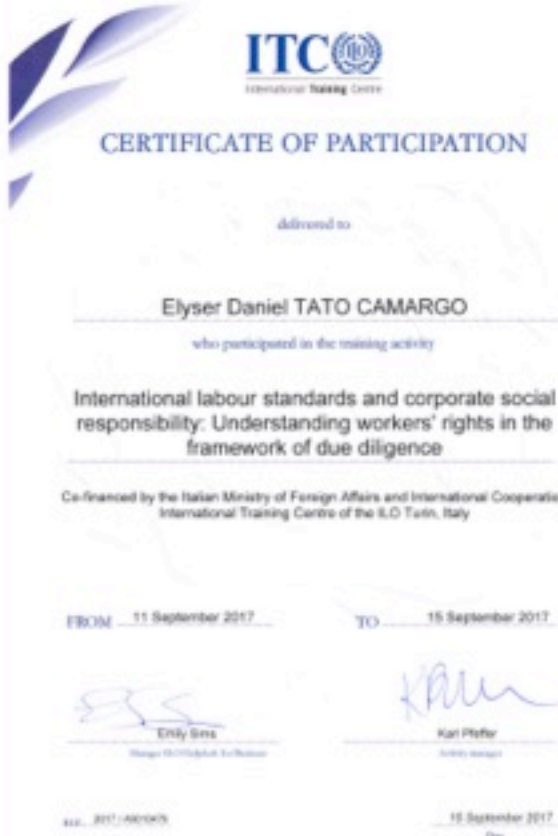 ITC
International Training Centre
CERTIFICATE OF PARTICIPATION
delivered to
Elyser Daniel TATO CAMARGO
who participated in the training activity
International labour standards and corporate social
responsibility: Understanding workers' rights in the
framework of due diligence
Co-financed by the Italian Ministry of Foreign Affairs and International Cooperatio
International Training Centre of the ILO Turin, Italy
FROM 11 September 2017 TO 15 September 2017
Emily Sims Karl Pfeffer
Activity manager
15 September 2017